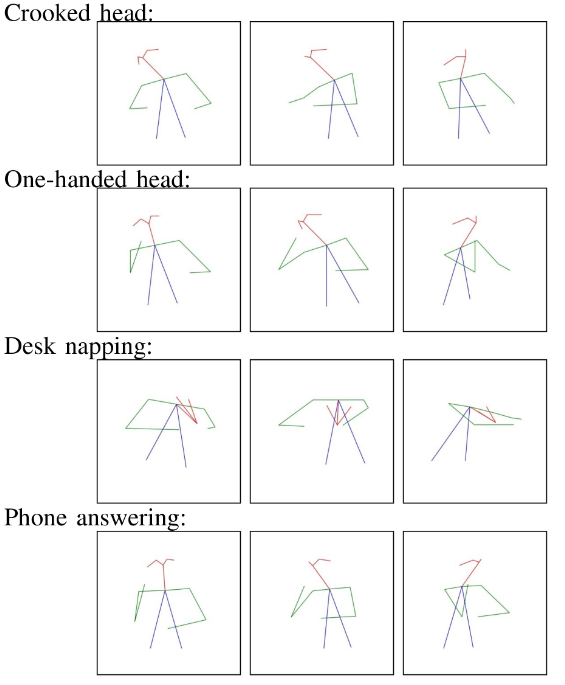 Crooked head:
One-handed head:
Desk napping:
Phone answering: